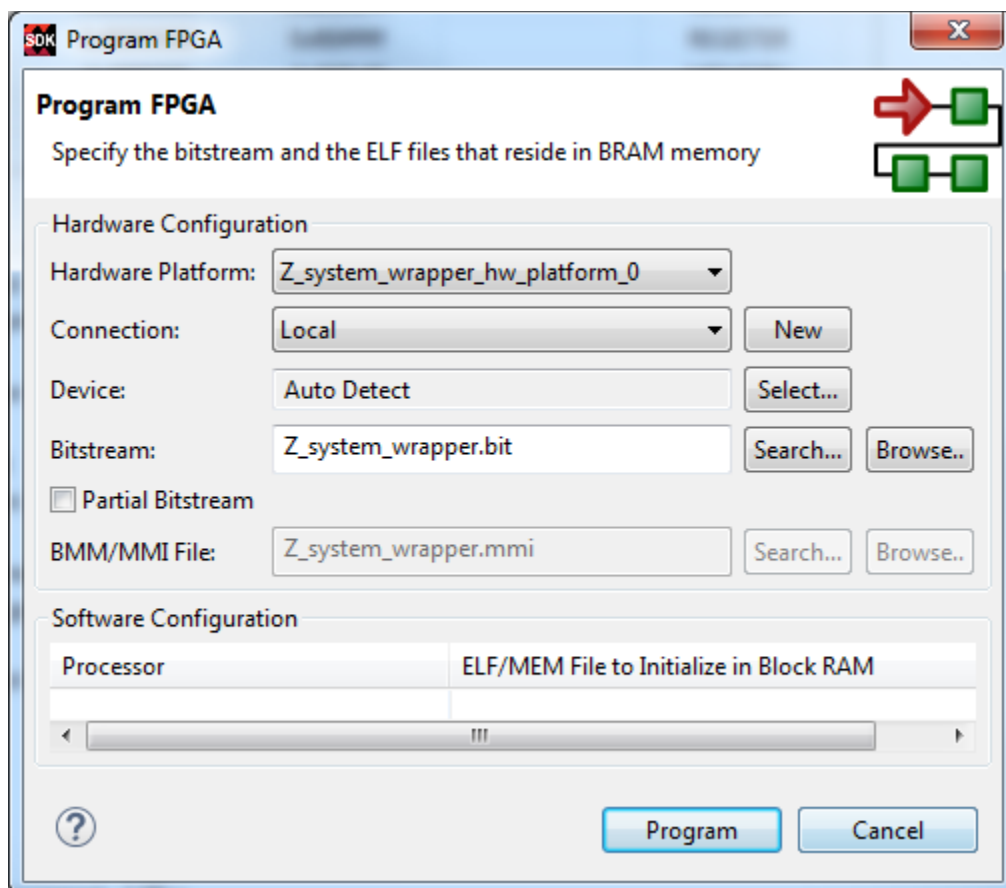 SDK Program FPGA
Program FPGA
Specify the bitstream and the ELF files that reside in BRAM memory
Hardware Configuration
Hardware Platform: Z_system_wrapper_hw_platform_0
Connection: Local New
Device: Auto Detect Select...
Bitstream: Z_system_wrapper.bit Search... Browse..
Partial Bitstream
BMM/MMI File: Z_system_wrapper.mmi Search... Browse..
Software Configuration
Processor ELF/MEM File to Initialize in Block RAM
? Program Cancel